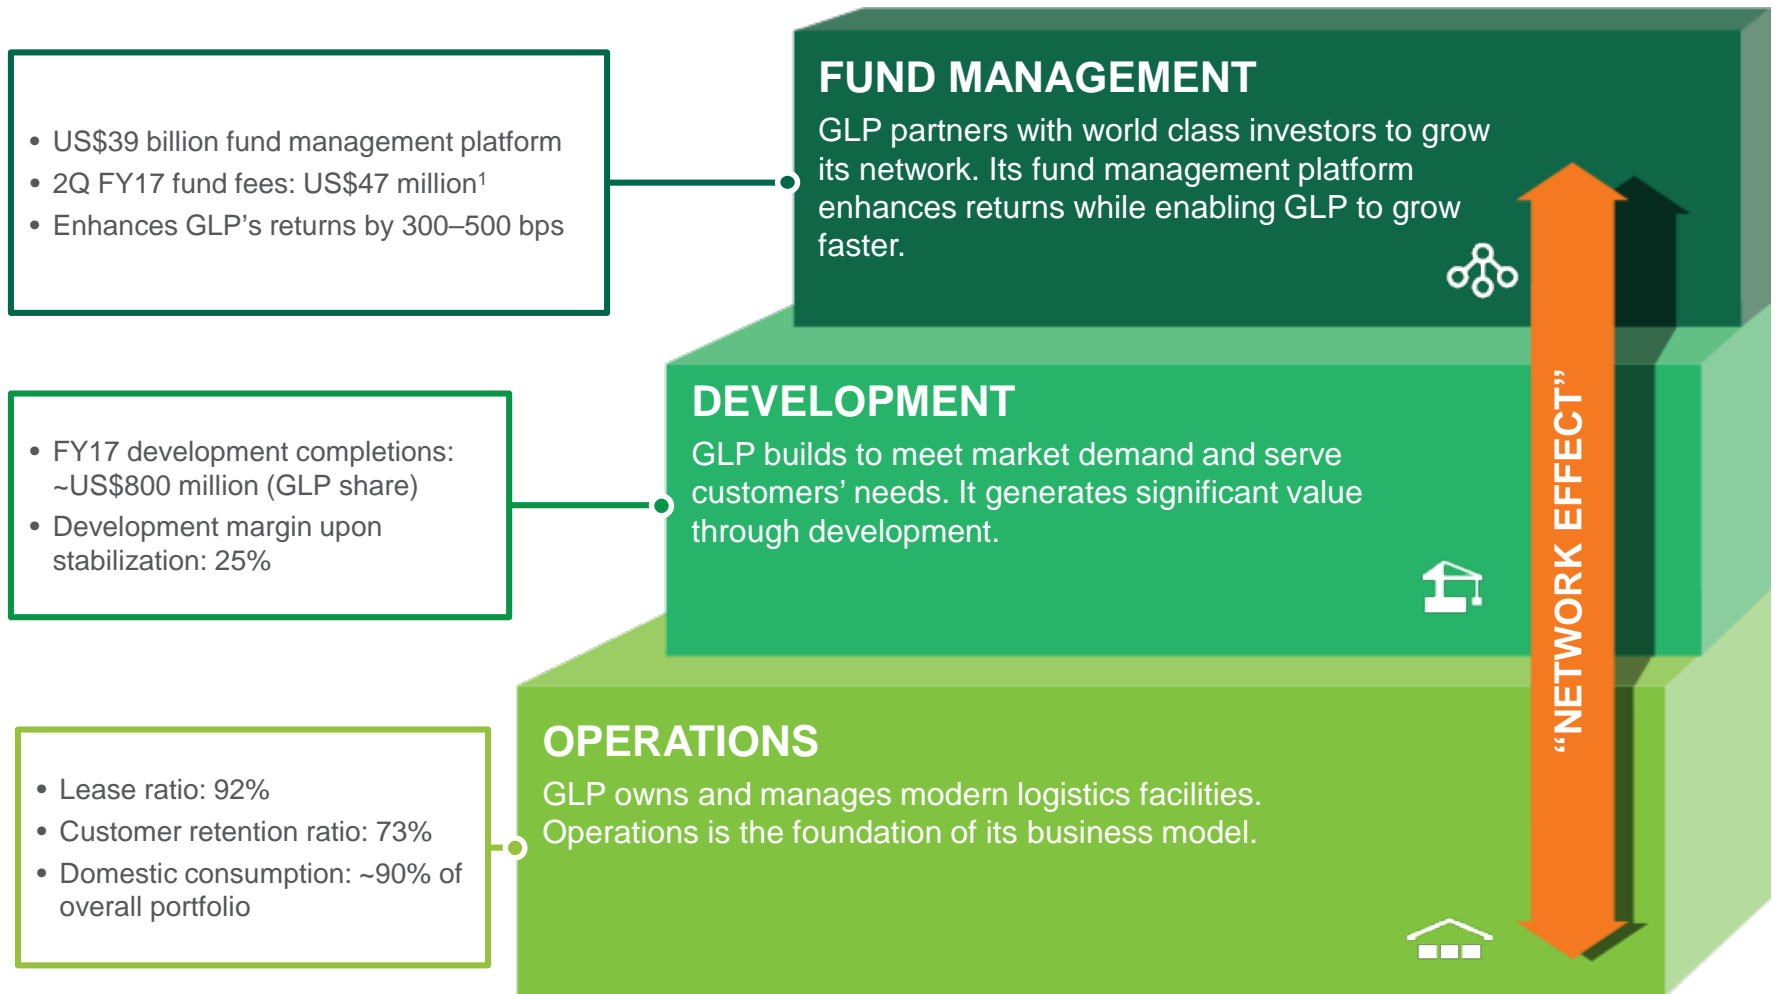 FUND MANAGEMENT
GLP partners with world class investors to grow
its network. Its fund management platform
enhances returns while enabling GLP to grow
faster.
• US$39 billion fund management platform
• 2Q FY17 fund fees: US$47 million¹
• Enhances GLP’s returns by 300–500 bps
DEVELOPMENT
GLP builds to meet market demand and serve
customers’ needs. It generates significant value
through development.
• FY17 development completions:
~US$800 million (GLP share)
• Development margin upon
stabilization: 25%
OPERATIONS
GLP owns and manages modern logistics facilities.
Operations is the foundation of its business model.
• Lease ratio: 92%
• Customer retention ratio: 73%
• Domestic consumption: ~90% of
overall portfolio
“NETWORK EFFECT”